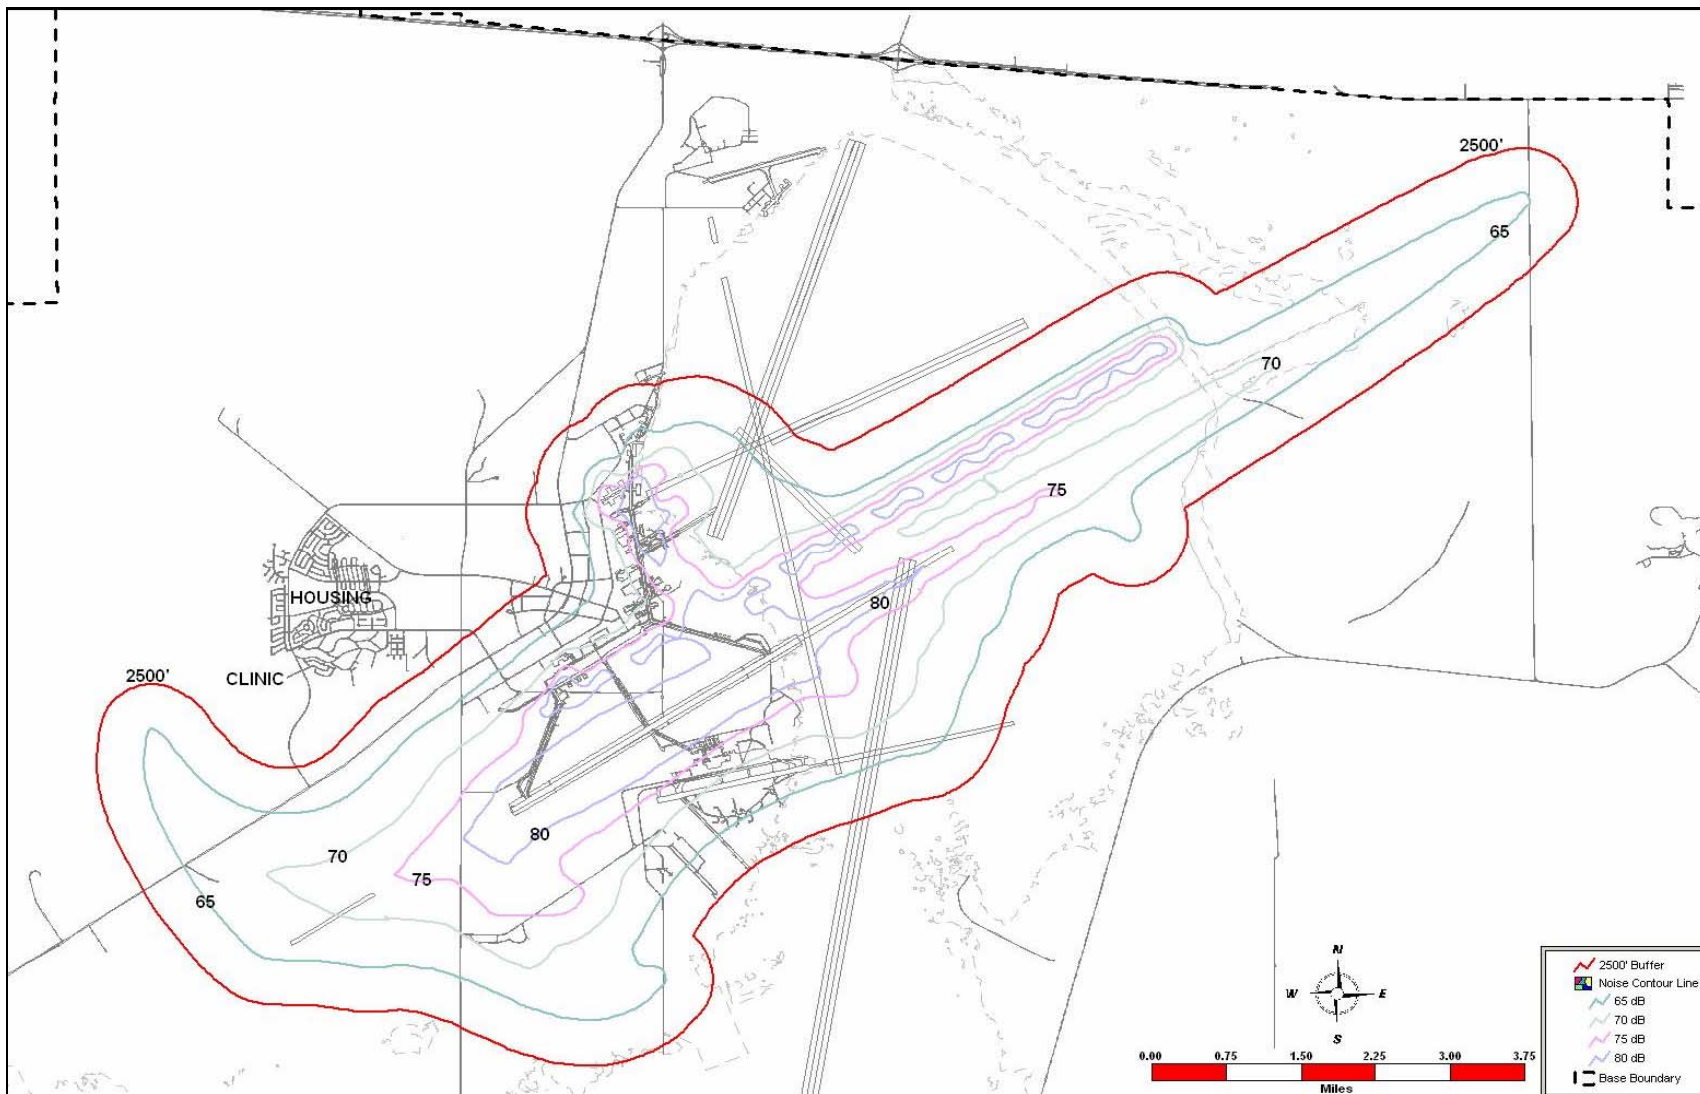 2500'
65
70
75
HOUSING
80
CLINIC
2500'
80
70
75
65
N
W E
S
0.00 0.75 1.50 2.25 3.00 3.75
Miles
2500' Buffer
Noise Contour Line
65 dB
70 dB
75 dB
80 dB
Base Boundary